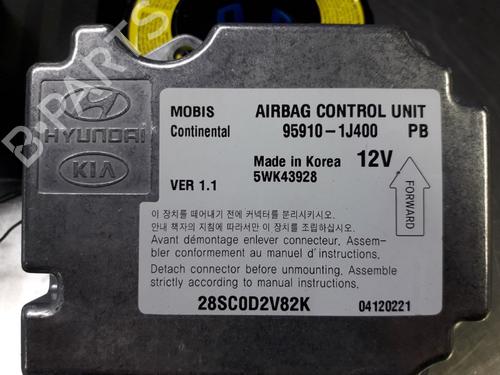 B-PARTS
HYUNDAI
KIA
MOBIS AIRBAG CONTROL UNIT
Continental 95910-1J400 PB
Made in Korea 12V
VER 1.1 5WK43928
FORWARD
이 장치를 떼어내기 전에 커넥터를 분리시키시오.
안내 책자의 지침에 따라서만 이 장치를 조립하십시오.
Avant démontage enlever connecteur. Assem-
bler conformement au manuel d'instructions.
Detach connector before unmounting. Assemble
strictly according to manual instructions.
28SC0D2V82K 04120221